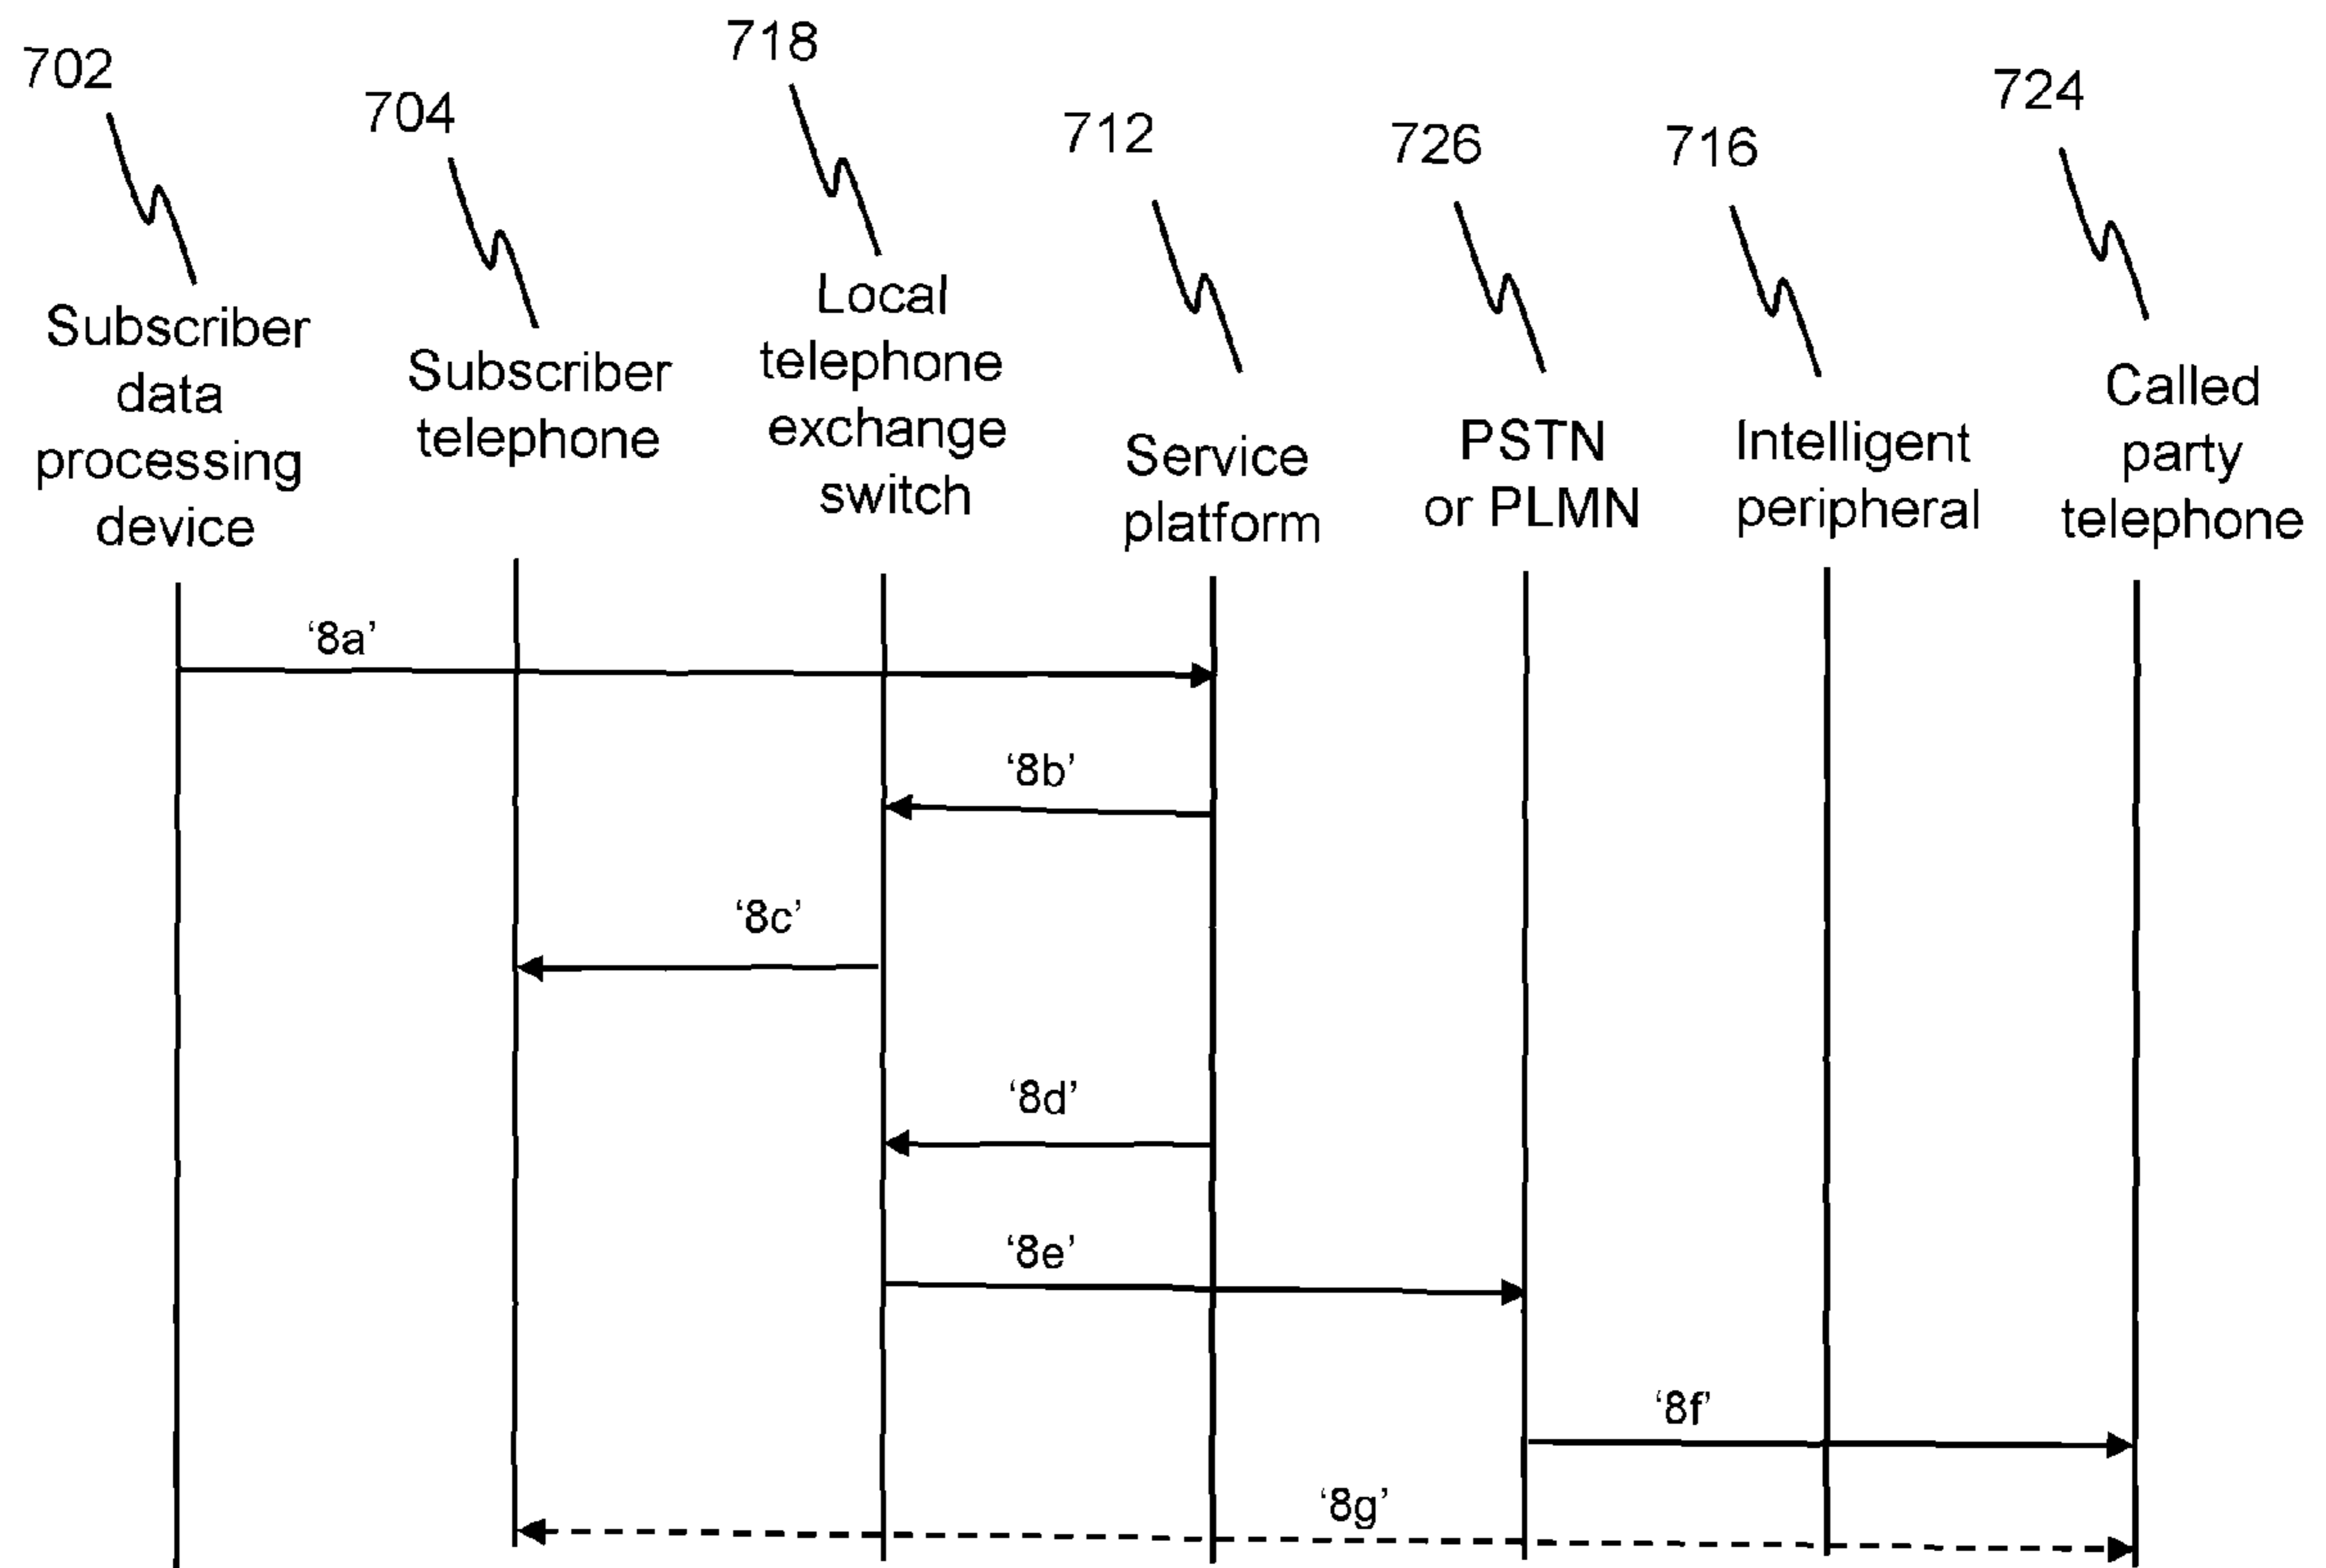 702
704
718
712
726
716
724
Subscriber
data
processing
device
Subscriber
telephone
Local
telephone
exchange
switch
Service
platform
PSTN
or PLMN
Intelligent
peripheral
Called
party
telephone
‘8a’
‘8b’
‘8c’
‘8d’
‘8e’
‘8f’
‘8g’